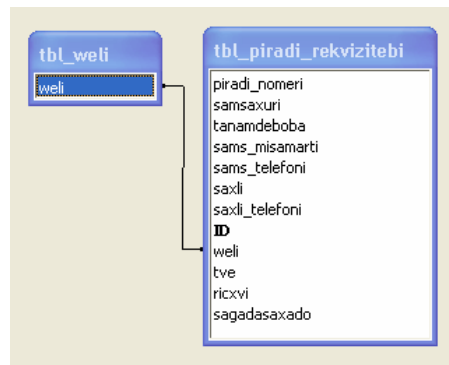 tbl_weli
weli
tbl_piradi_rekvizitebi
piradi_nomeri
samsaxuri
tanamdeboba
sams_misamarti
sams_telefoni
saxli
saxli_telefoni
ID
weli
tve
ricxvi
sagadasaxado